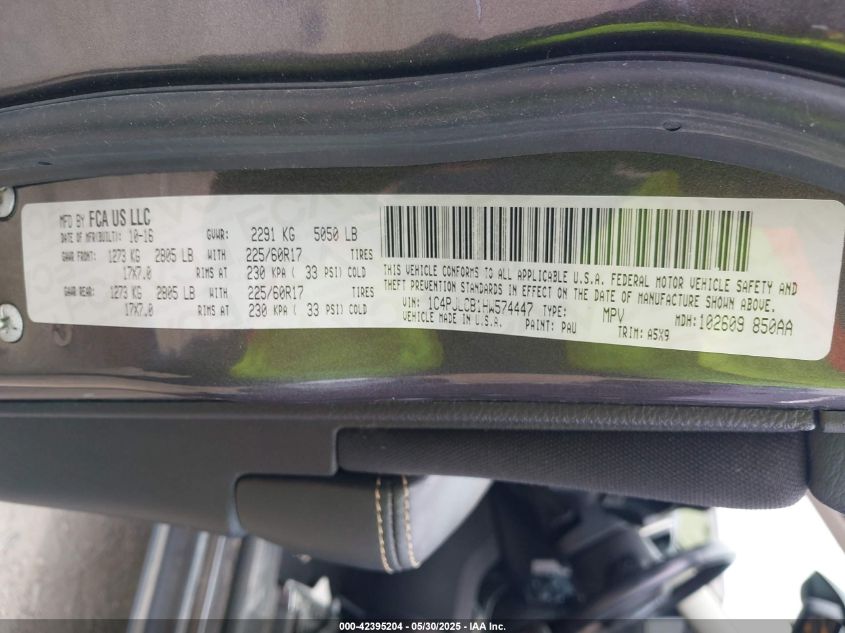 MFD BY FCA US LLC
DATE OF MFR(BUILT): 10-16 GVWR: 2291 KG 5050 LB
GAWR FRONT: 1273 KG 2805 LB WITH 225/60R17 TIRES
17X7.0 RIMS AT 230 KPA ( 33 PSI) COLD
GAWR REAR: 1273 KG 2805 LB WITH 225/60R17 TIRES
17X7.0 RIMS AT 230 KPA ( 33 PSI) COLD
THIS VEHICLE CONFORMS TO ALL APPLICABLE U.S.A. FEDERAL MOTOR VEHICLE SAFETY AND
THEFT PREVENTION STANDARDS IN EFFECT ON THE DATE OF MANUFACTURE SHOWN ABOVE.
VIN: 1C4PJLCB1HW574447 TYPE: MPV MDH: 102609 850AA
VEHICLE MADE IN U.S.A. PAINT: PAU TRIM: A5X9
000-42395204 - 05/30/2025 - IAA Inc.